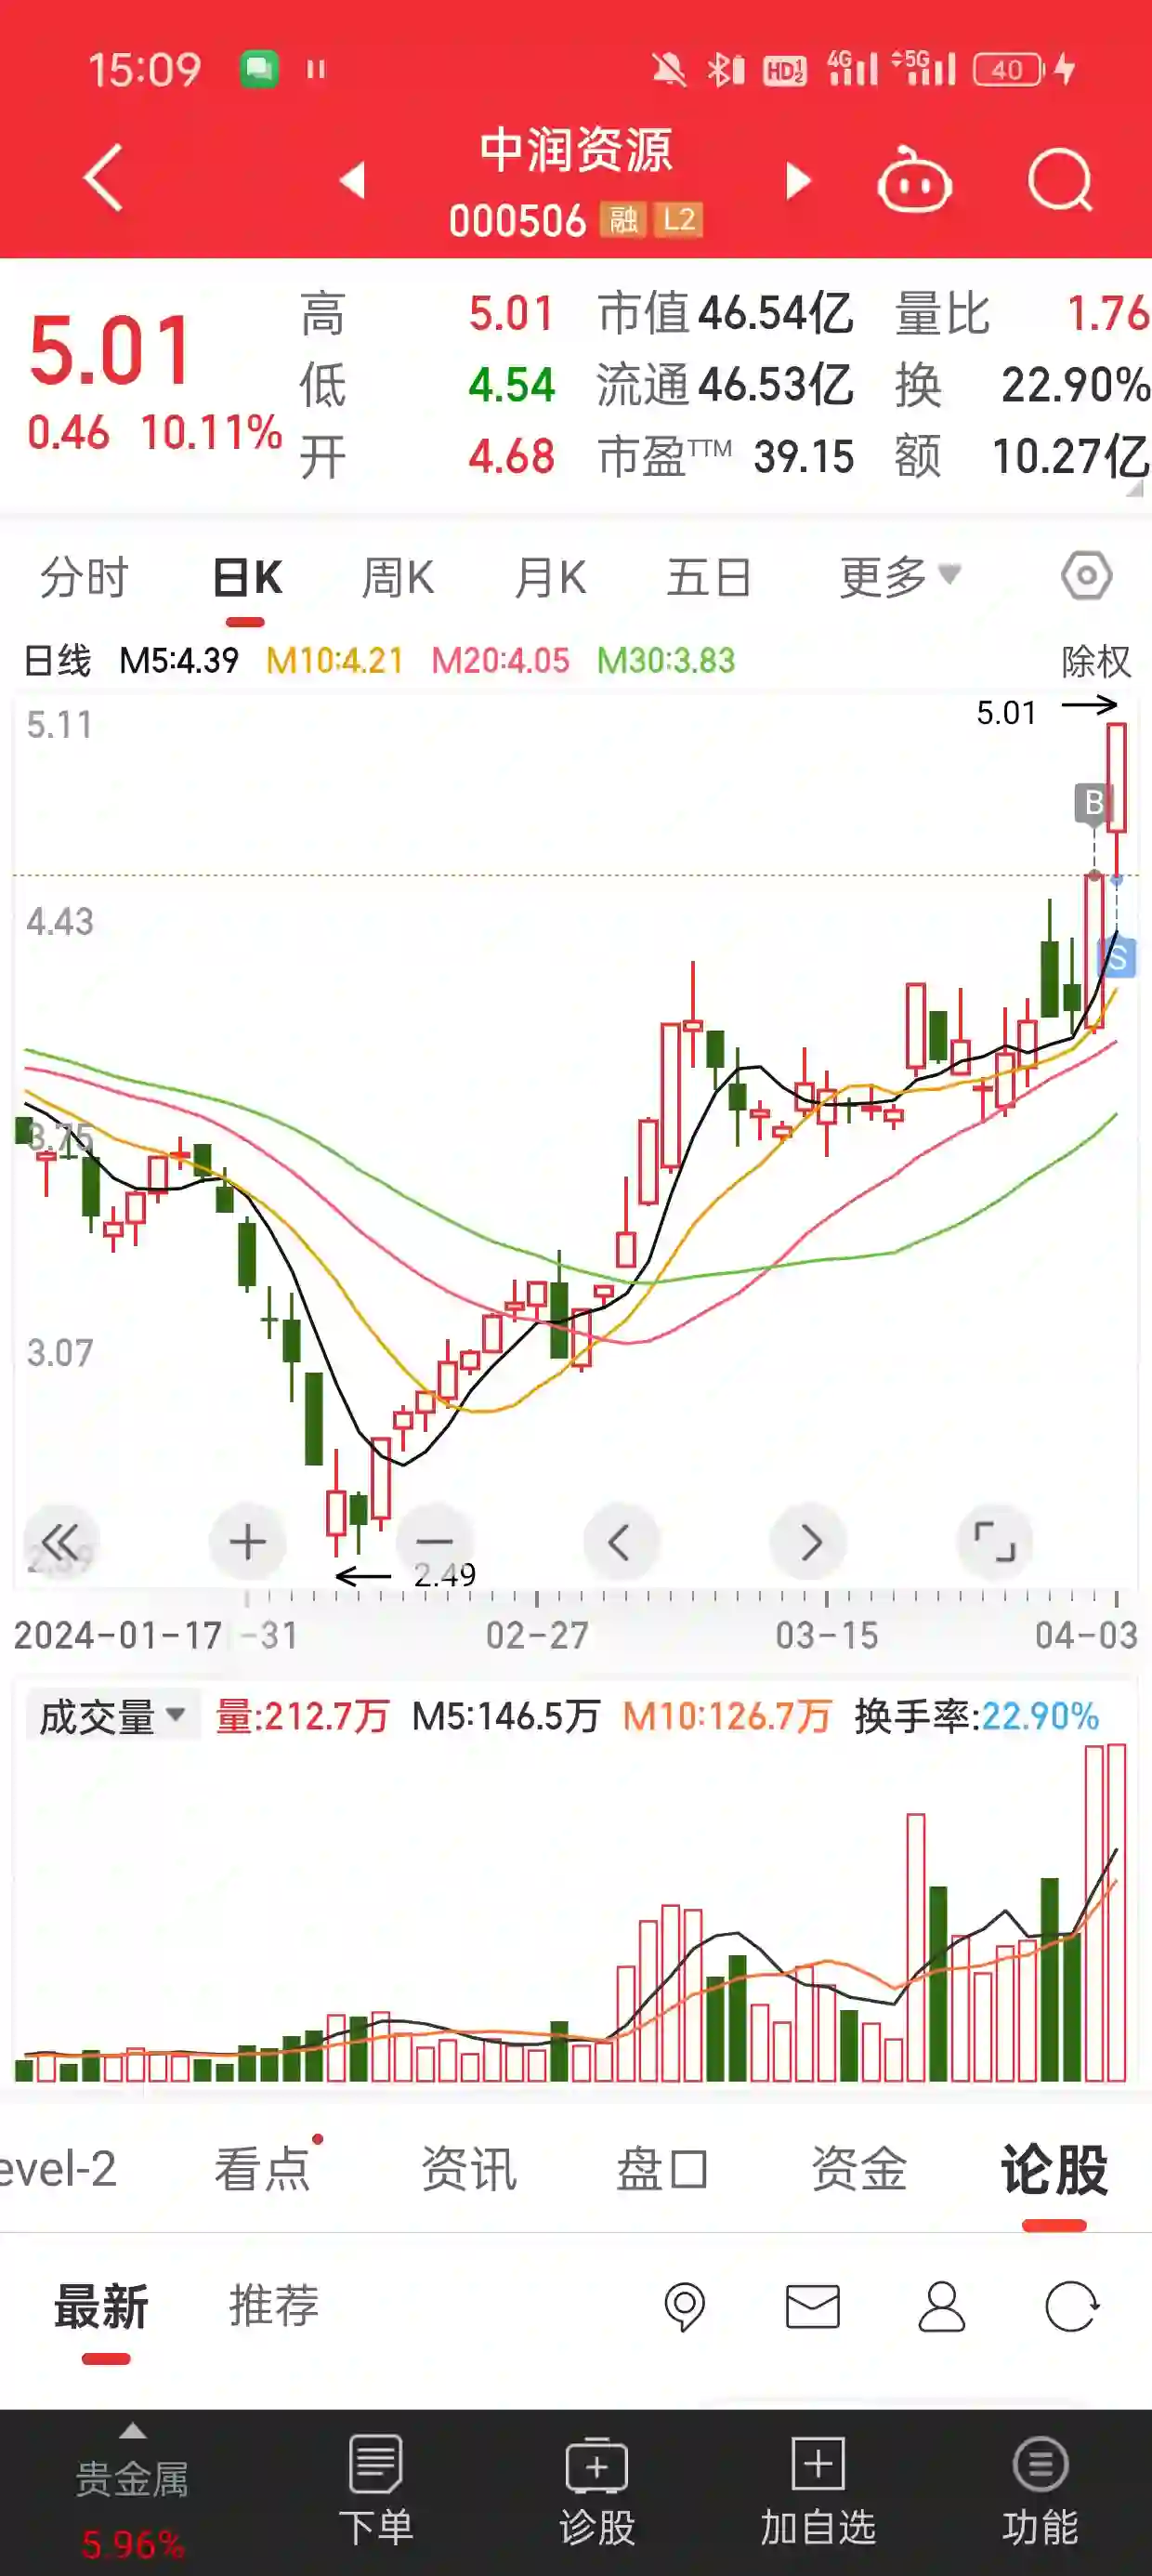 15:09 HD1 2 4G 5G 40
中润资源
000506 融 L2
5.01 高 5.01 市值 46.54亿 量比 1.76
低 4.54 流通 46.53亿 换 22.90%
0.46 10.11% 开 4.68 市盈TTM 39.15 额 10.27亿
分时 日K 周K 月K 五日 更多
日线 M5:4.39 M10:4.21 M20:4.05 M30:3.83 除权
5.11 5.01
B
4.43
S
3.75
3.07
2.49
2024-01-17 -31 02-27 03-15 04-03
成交量 量:212.7万 M5:146.5万 M10:126.7万 换手率:22.90%
evel-2 看点 资讯 盘口 资金 论股
最新 推荐
贵金属 下单 诊股 加自选 功能
5.96%